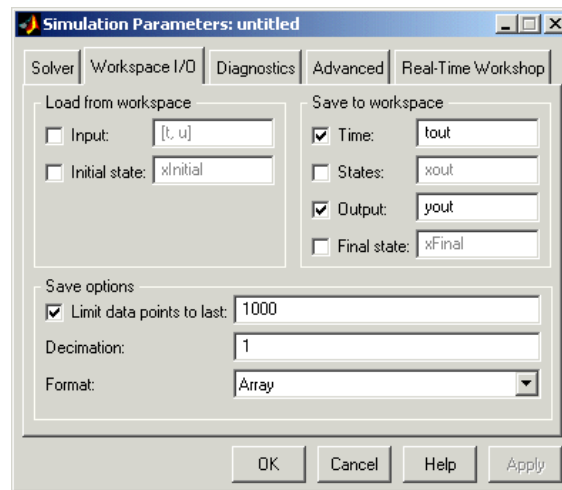 Simulation Parameters: untitled
Solver Workspace I/O Diagnostics Advanced Real-Time Workshop
Load from workspace
Input: [t, u]
Initial state: xInitial
Save to workspace
Time: tout
States: xout
Output: yout
Final state: xFinal
Save options
Limit data points to last: 1000
Decimation: 1
Format: Array
OK Cancel Help Apply